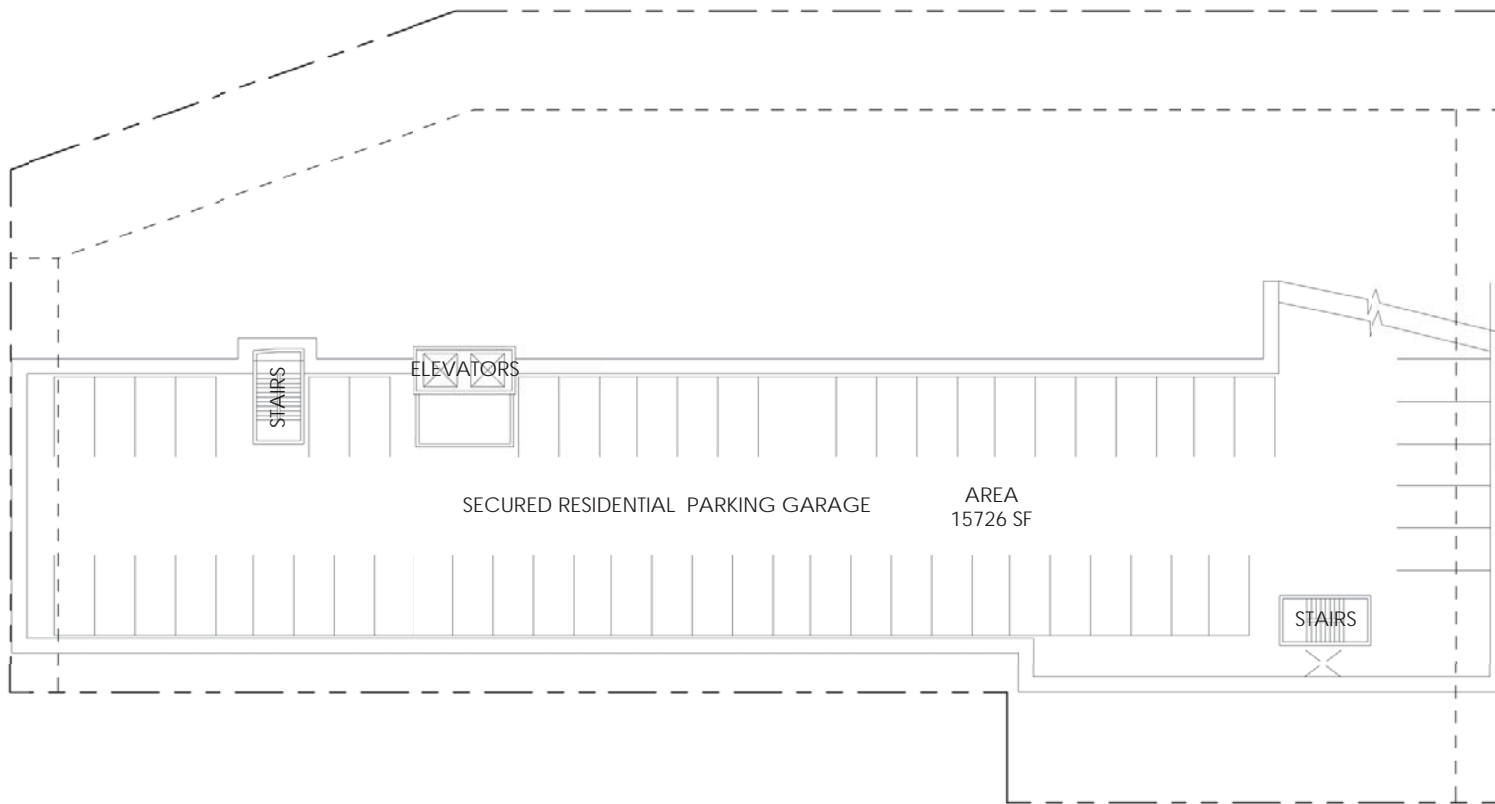 STAIRS
ELEVATORS
SECURED RESIDENTIAL PARKING GARAGE
AREA
15726 SF
STAIRS